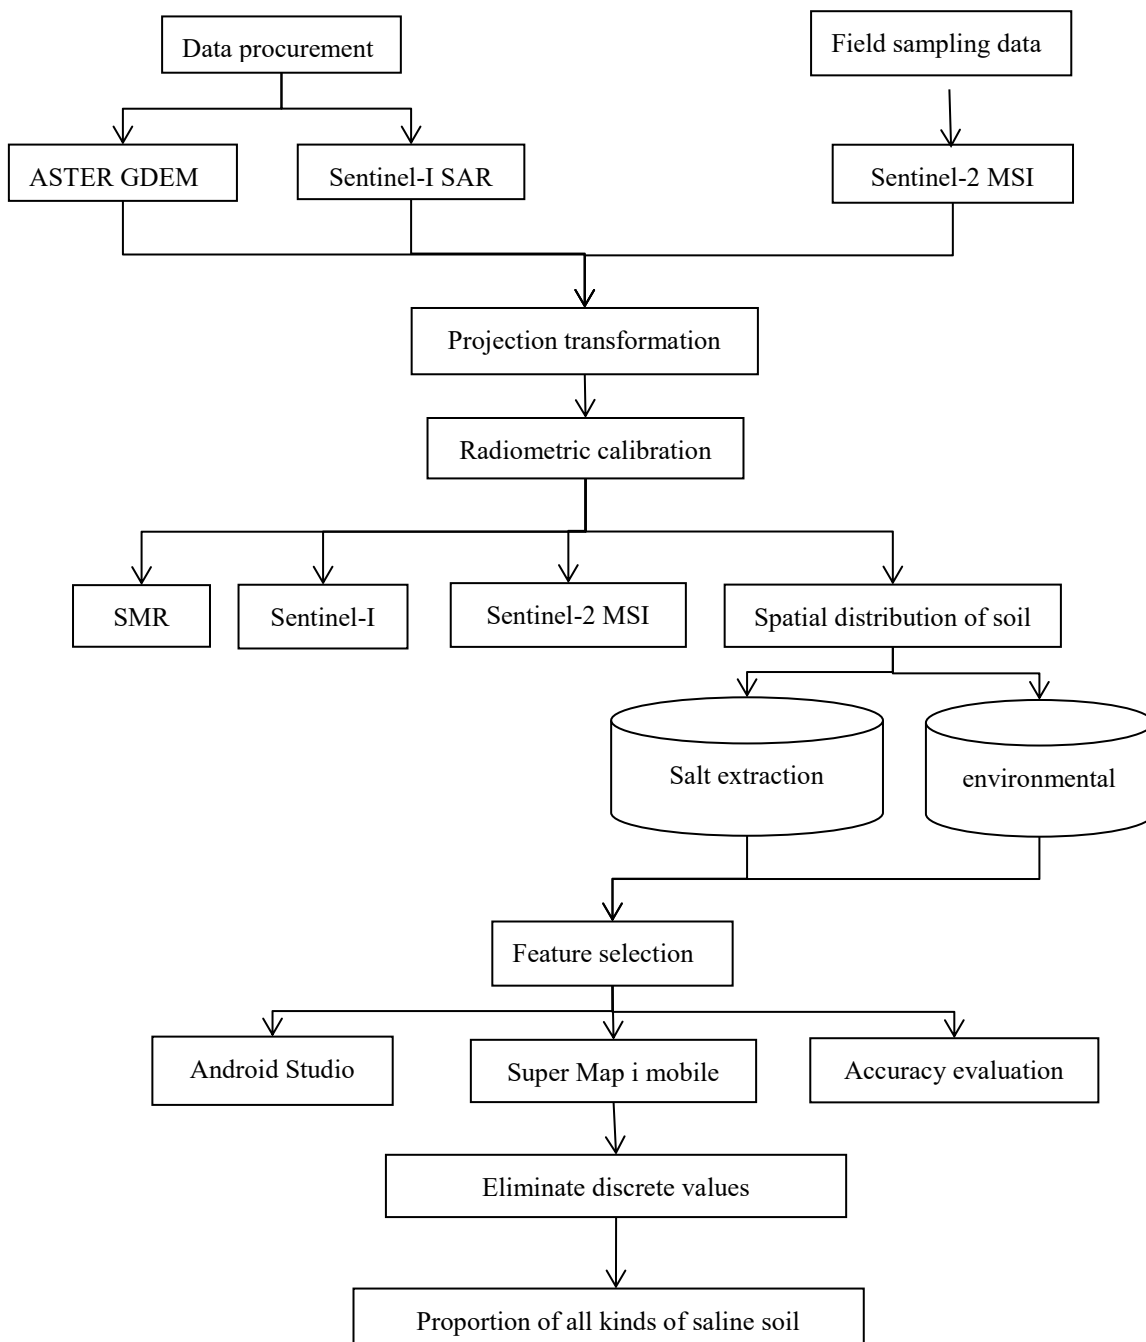 Data procurement
Field sampling data
ASTER GDEM
Sentinel-I SAR
Sentinel-2 MSI
Projection transformation
Radiometric calibration
SMR
Sentinel-I
Sentinel-2 MSI
Spatial distribution of soil
Salt extraction
environmental
Feature selection
Android Studio
Super Map i mobile
Accuracy evaluation
Eliminate discrete values
Proportion of all kinds of saline soil